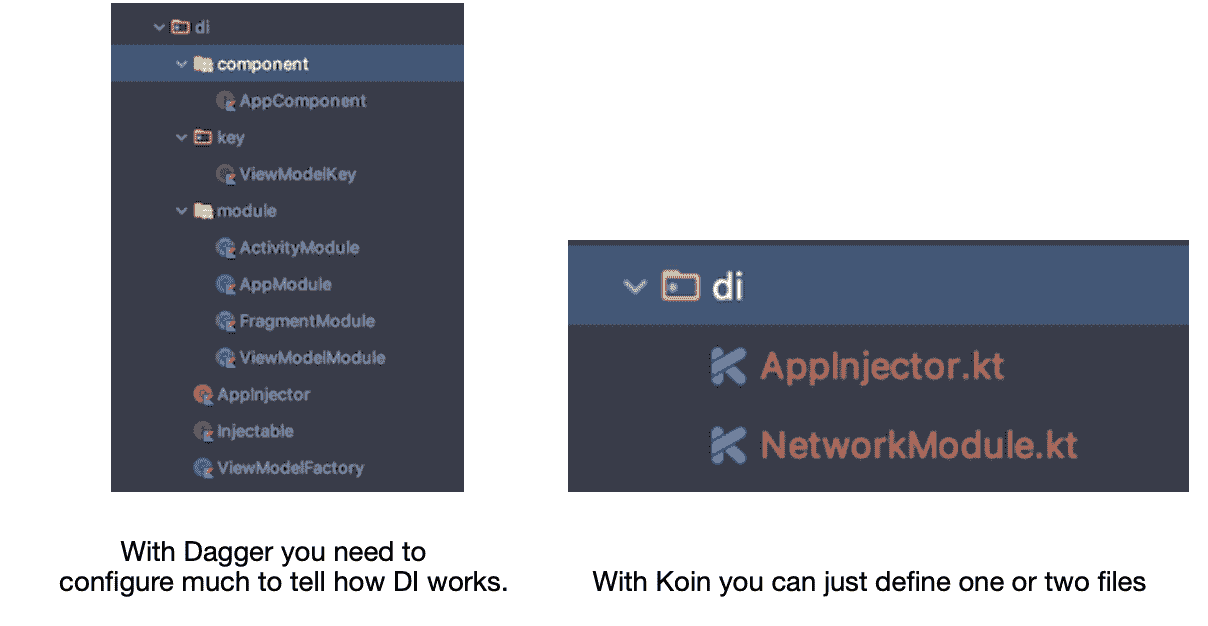 di
component
AppComponent
key
ViewModelKey
module
ActivityModule
AppModule
FragmentModule
ViewModelModule
AppInjector
Injectable
ViewModelFactory
With Dagger you need to
configure much to tell how DI works.
di
AppInjector.kt
NetworkModule.kt
With Koin you can just define one or two files